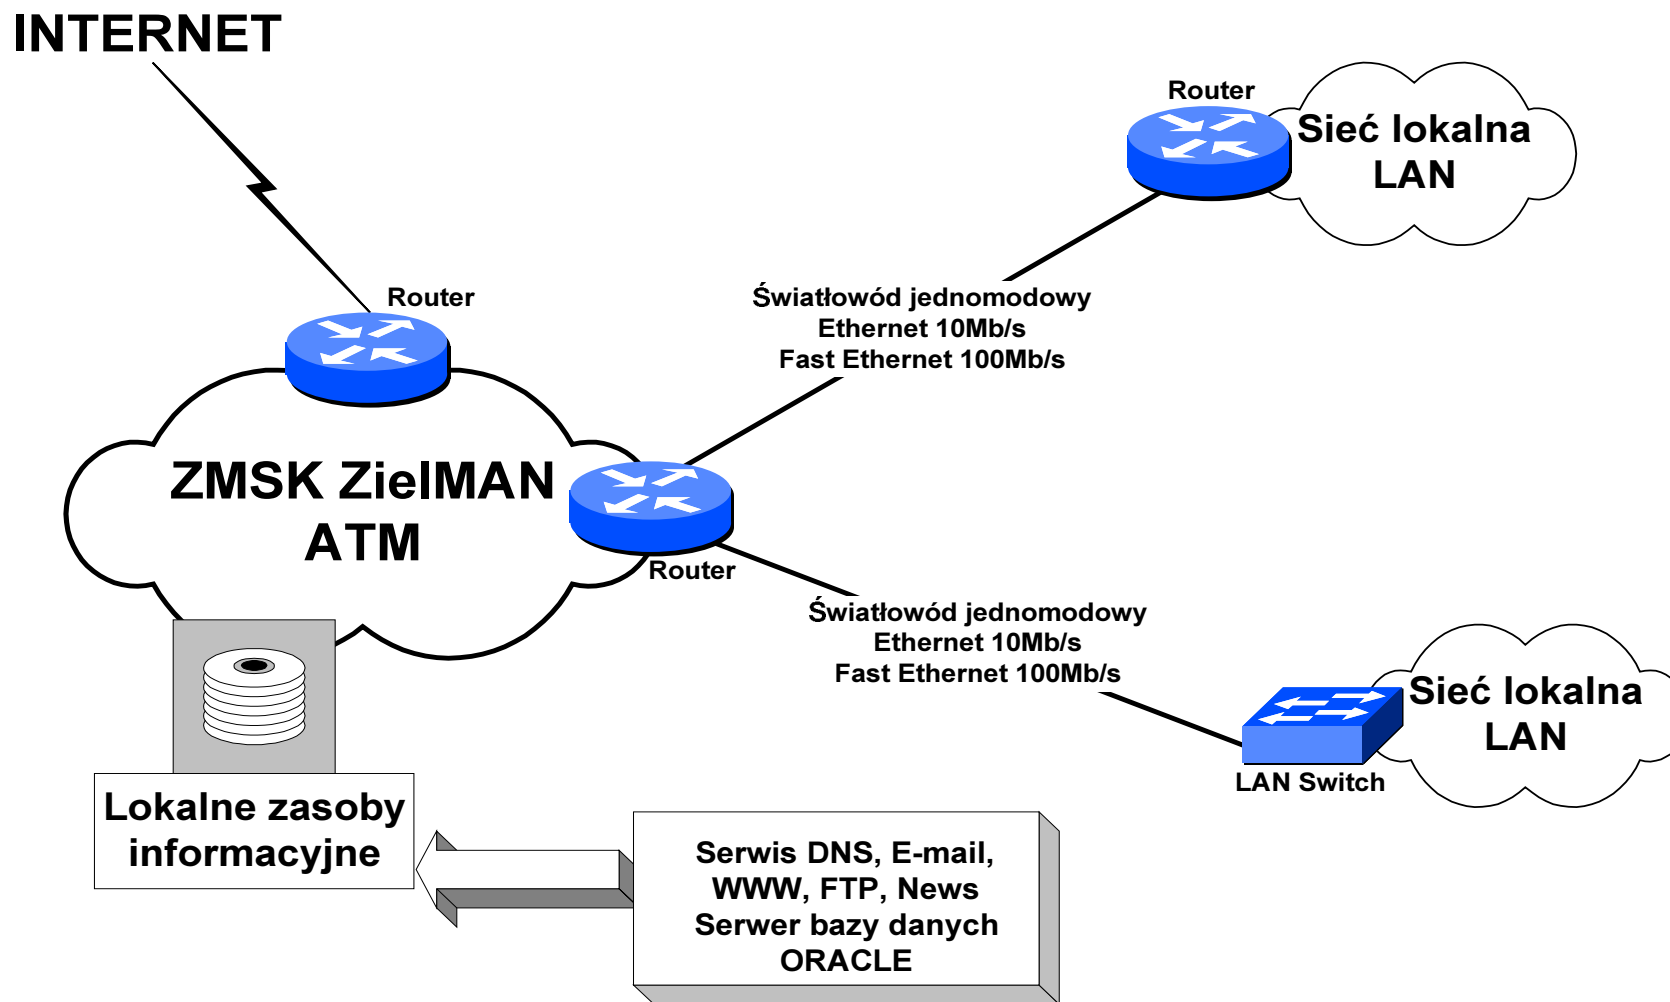 INTERNET
Router
Sieć lokalna
LAN
Router
Światłowód jednomodowy
Ethernet 10Mb/s
Fast Ethernet 100Mb/s
ZMSK ZielMAN
ATM
Router
Światłowód jednomodowy
Ethernet 10Mb/s
Fast Ethernet 100Mb/s
Sieć lokalna
LAN
LAN Switch
Lokalne zasoby
informacyjne
Serwis DNS, E-mail,
WWW, FTP, News
Serwer bazy danych
ORACLE